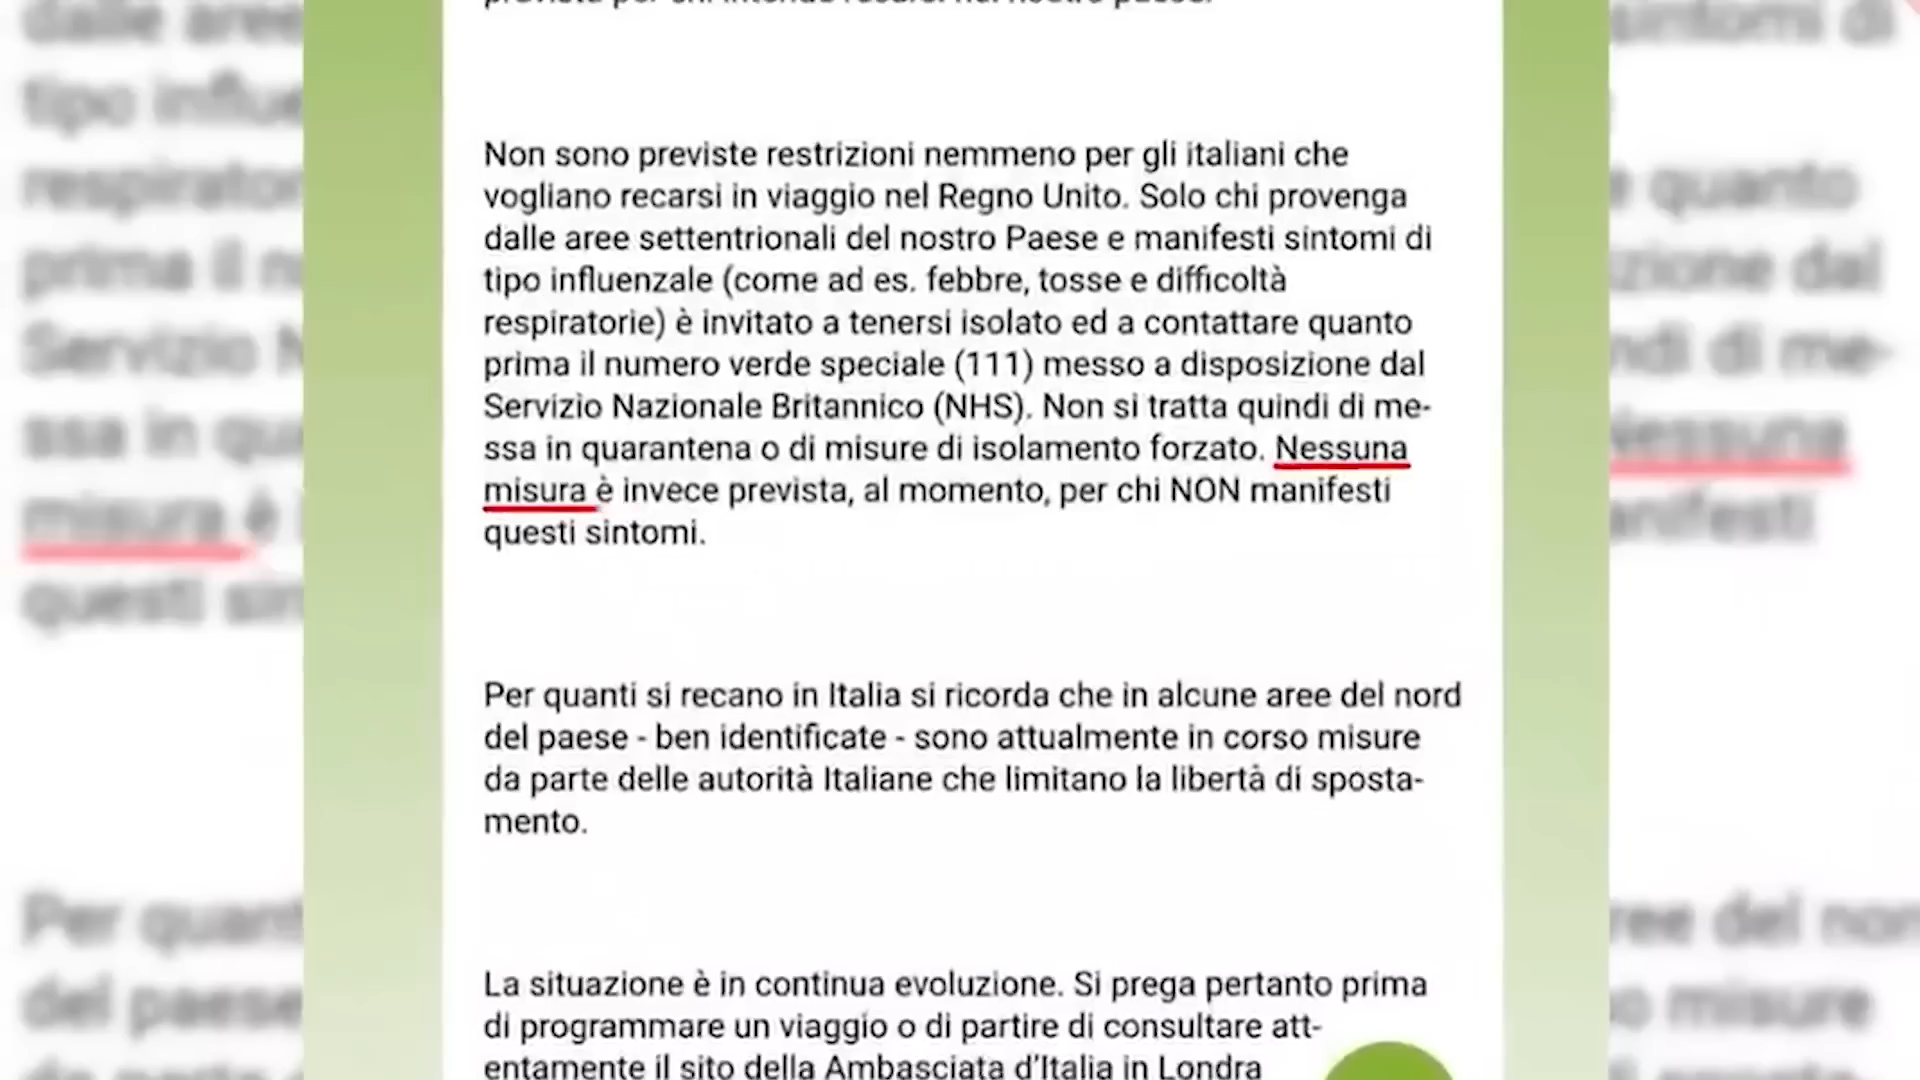 Non sono previste restrizioni nemmeno per gli italiani che
vogliano recarsi in viaggio nel Regno Unito. Solo chi provenga
dalle aree settentrionali del nostro Paese e manifesti sintomi di
tipo influenzale (come ad es. febbre, tosse e difficoltà
respiratorie) è invitato a tenersi isolato ed a contattare quanto
prima il numero verde speciale (111) messo a disposizione dal
Servizio Nazionale Britannico (NHS). Non si tratta quindi di me-
ssa in quarantena o di misure di isolamento forzato. Nessuna
misura è invece prevista, al momento, per chi NON manifesti
questi sintomi.
Per quanti si recano in Italia si ricorda che in alcune aree del nord
del paese - ben identificate - sono attualmente in corso misure
da parte delle autorità Italiane che limitano la libertà di sposta-
mento.
La situazione è in continua evoluzione. Si prega pertanto prima
di programmare un viaggio o di partire di consultare att-
entamente il sito della Ambasciata d'Italia in Londra